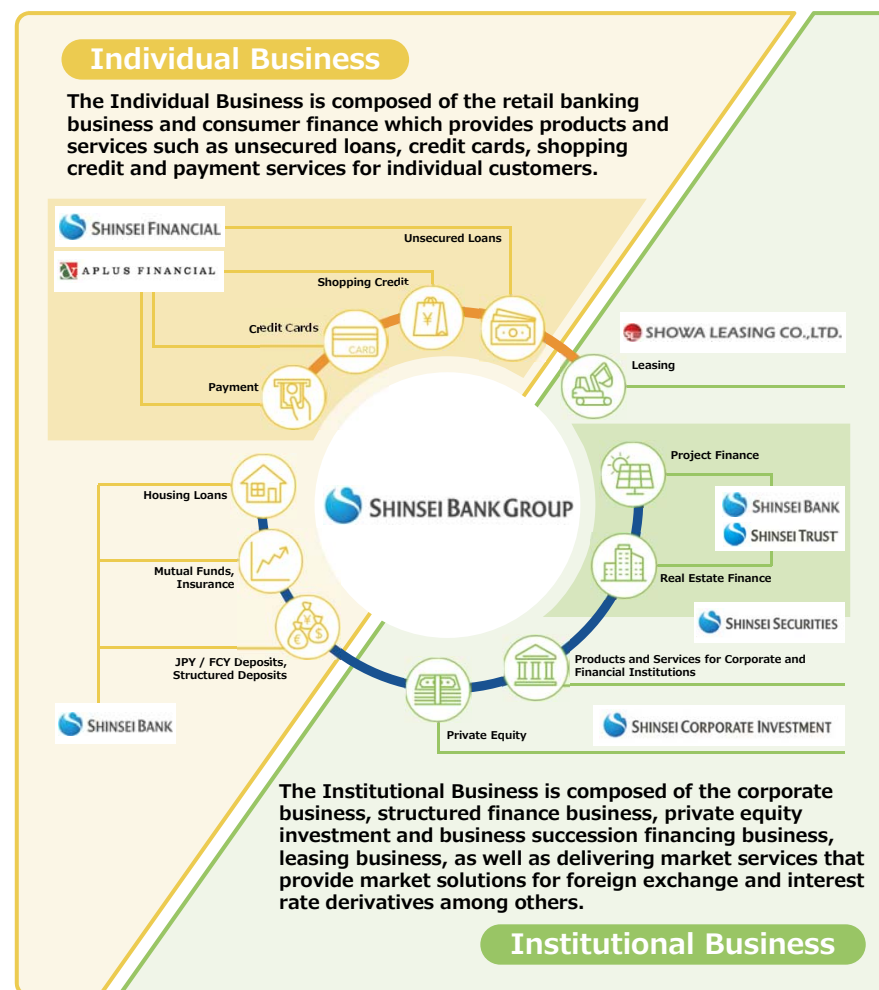 Individual Business
The Individual Business is composed of the retail banking
business and consumer finance which provides products and
services such as unsecured loans, credit cards, shopping
credit and payment services for individual customers.
SHINSEI FINANCIAL
Unsecured Loans
APLUS FINANCIAL
Shopping Credit
¥
Credit Cards
CARD
Payment
SHOWA LEASING CO.,LTD.
Leasing
Project Finance
Housing Loans
SHINSEI BANK GROUP
SHINSEI BANK
SHINSEI TRUST
Mutual Funds,
Insurance
Real Estate Finance
¥
€ $
SHINSEI SECURITIES
JPY / FCY Deposits,
Structured Deposits
Products and Services for Corporate and
Financial Institutions
SHINSEI BANK
Private Equity
SHINSEI CORPORATE INVESTMENT
The Institutional Business is composed of the corporate
business, structured finance business, private equity
investment and business succession financing business,
leasing business, as well as delivering market services that
provide market solutions for foreign exchange and interest
rate derivatives among others.
Institutional Business